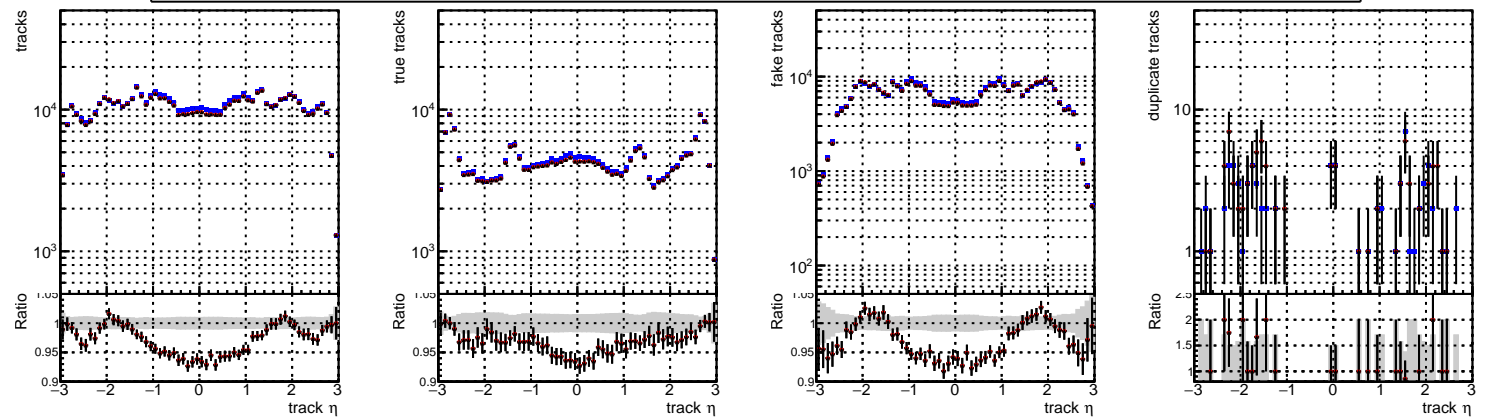 tracks
10⁴
10³
Ratio
1.05
1
0.95
0.9
−3 −2 −1 0 1 2 3
track η
true tracks
10⁴
10³
Ratio
1.05
1
0.95
0.9
−3 −2 −1 0 1 2 3
track η
fake tracks
10⁴
10³
10²
Ratio
1.05
1
0.95
0.9
−3 −2 −1 0 1 2 3
track η
duplicate tracks
10
1
Ratio
2.5
2
1.5
1
−3 −2 −1 0 1 2 3
track η